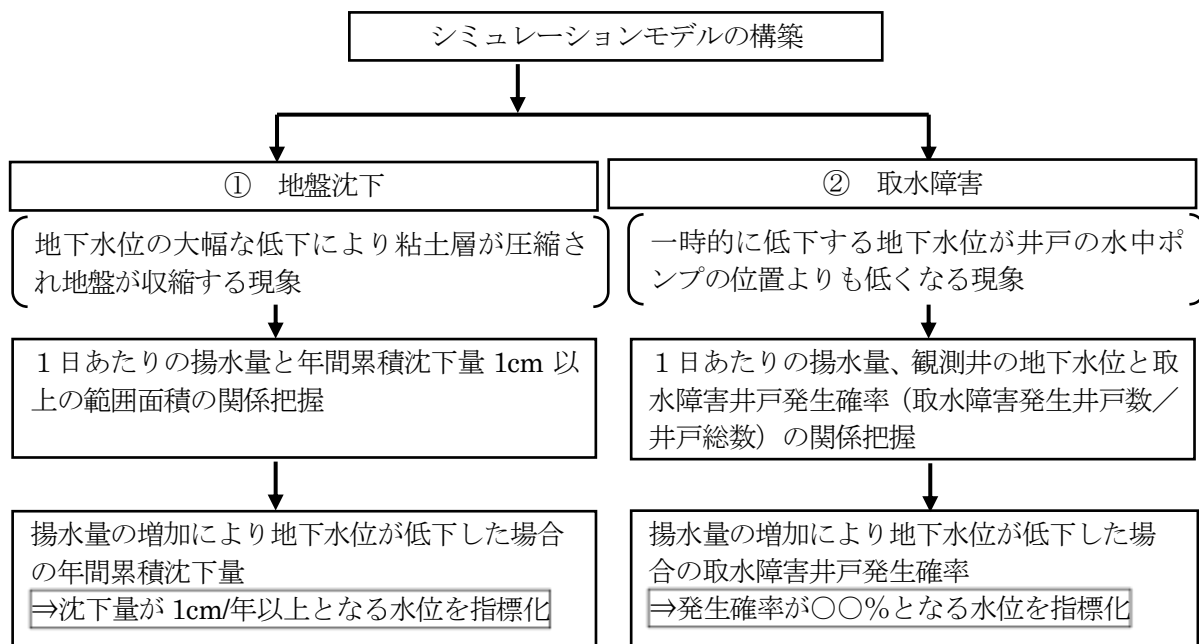 シミュレーションモデルの構築
① 地盤沈下
地下水位の大幅な低下により粘土層が圧縮さ
れ地盤が収縮する現象
１日あたりの揚水量と年間累積沈下量 1cm 以
上の範囲面積の関係把握
揚水量の増加により地下水位が低下した場合
の年間累積沈下量
⇒沈下量が 1cm/年以上となる水位を指標化
② 取水障害
一時的に低下する地下水位が井戸の水中ポ
ンプの位置よりも低くなる現象
１日あたりの揚水量、観測井の地下水位と取
水障害井戸発生確率（取水障害発生井戸数／
井戸総数）の関係把握
揚水量の増加により地下水位が低下した場
合の取水障害井戸発生確率
⇒発生確率が○○％となる水位を指標化